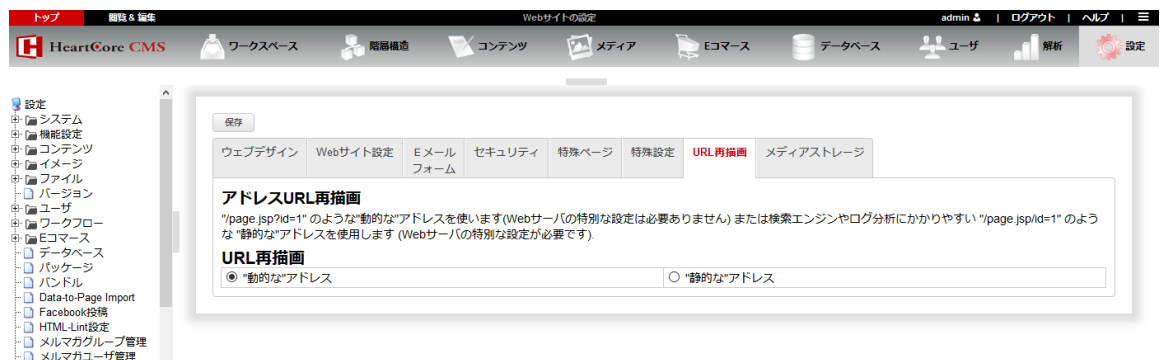 トップ 閲覧 & 編集 Webサイトの設定 admin | ログアウト | ヘルプ |
HeartCore CMS ワークスペース 階層構造 コンテンツ メディア Eコマース データベース ユーザ 解析 設定
設定
システム
機能設定
コンテンツ
イメージ
ファイル
バージョン
ユーザ
ワークフロー
Eコマース
データベース
パッケージ
バンドル
Data-to-Page Import
Facebook投稿
HTML-Lint設定
メルマガグループ管理
メルマガユーザ管理
保存
ウェブデザイン Webサイト設定 Eメール フォーム セキュリティ 特殊ページ 特殊設定 URL再描画 メディアストレージ
アドレスURL再描画
"/page.jsp?id=1" のような"動的な"アドレスを使います(Webサーバの特別な設定は必要ありません) または検索エンジンやログ分析にかかりやすい "/page.jsp/id=1" のよう
な "静的な"アドレスを使用します (Webサーバの特別な設定が必要です).
URL再描画
"動的な"アドレス "静的な"アドレス